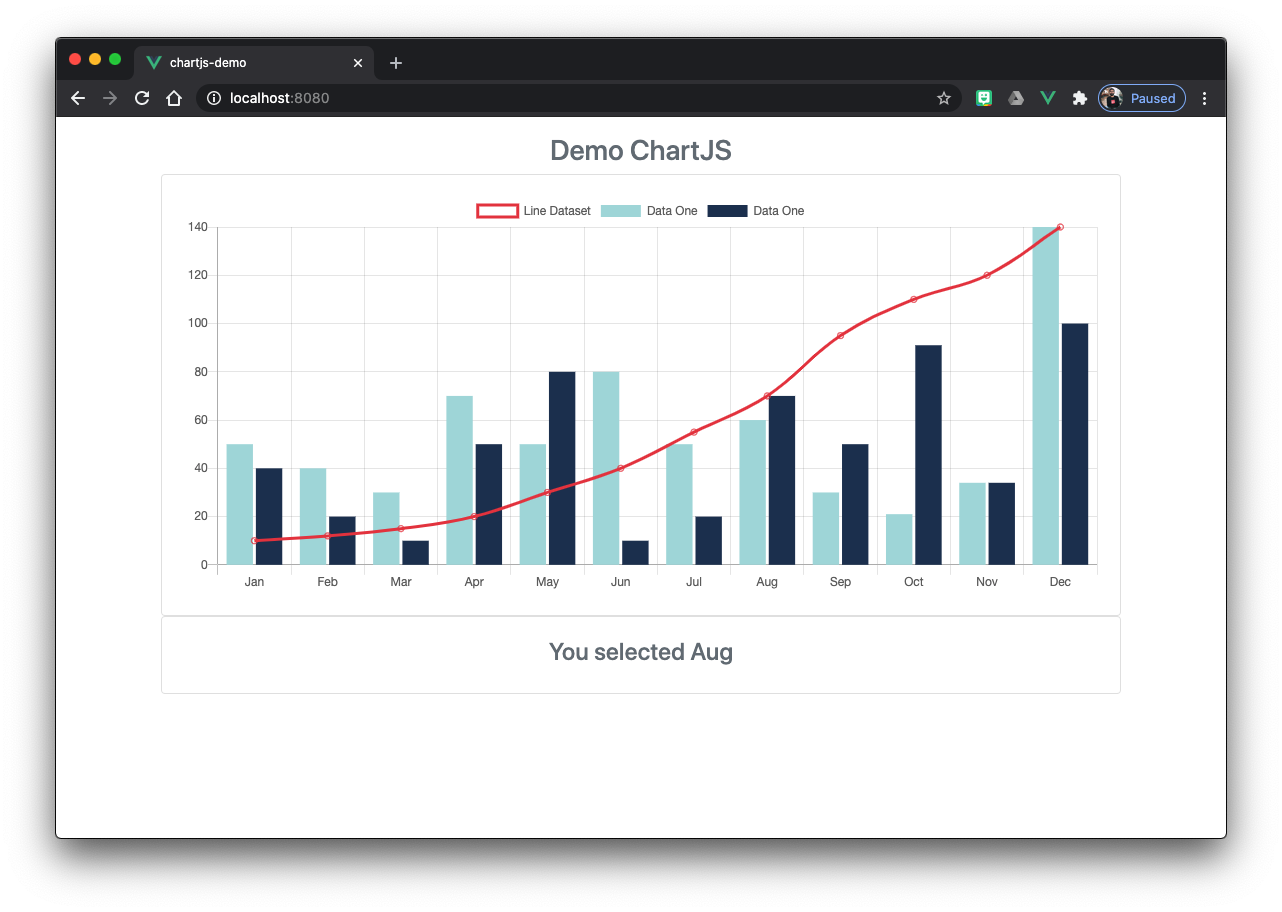 chartjs-demo
localhost:8080
Paused
Demo ChartJS
Line Dataset Data One Data One
140
120
100
80
60
40
20
0
Jan Feb Mar Apr May Jun Jul Aug Sep Oct Nov Dec
You selected Aug